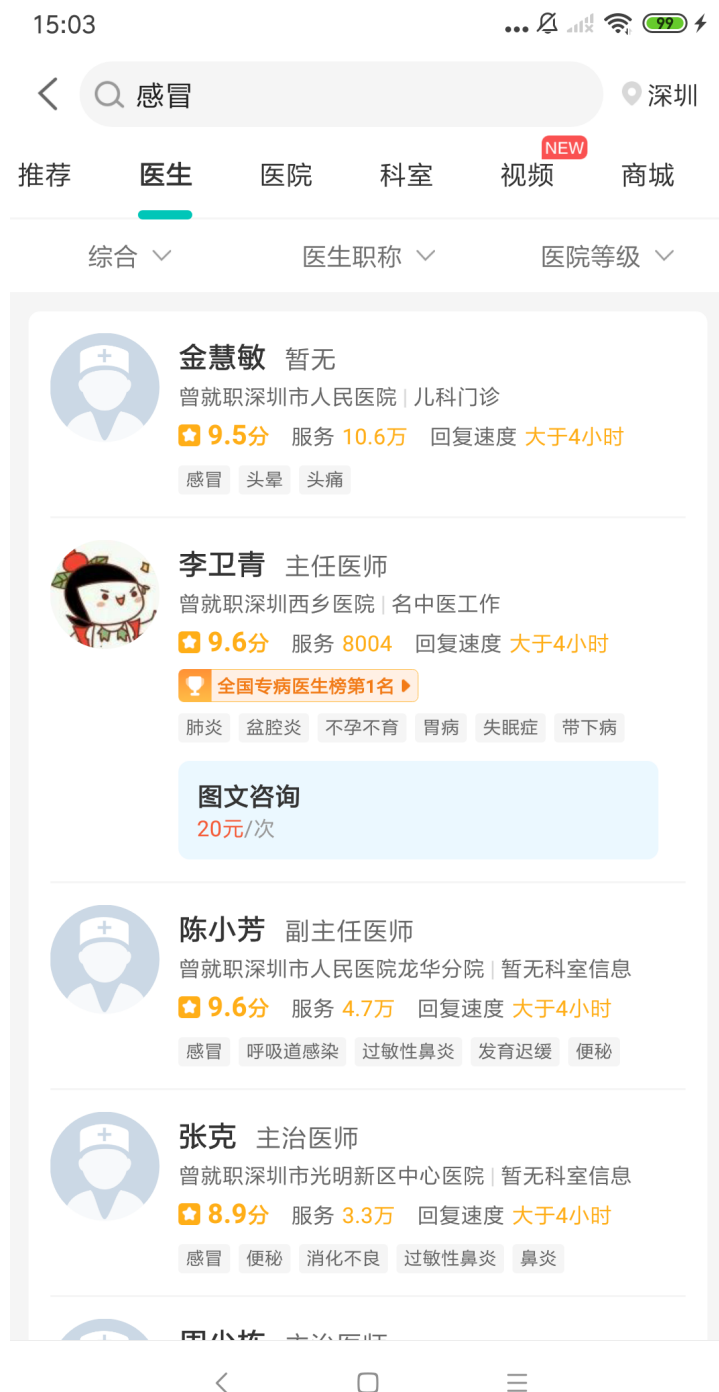 15:03
99
感冒
深圳
推荐 医生 医院 科室 视频 NEW 商城
综合 医生职称 医院等级
金慧敏 暂无
曾就职深圳市人民医院 | 儿科门诊
9.5分 服务 10.6万 回复速度 大于4小时
感冒 头晕 头痛
李卫青 主任医师
曾就职深圳西乡医院 | 名中医工作
9.6分 服务 8004 回复速度 大于4小时
全国专病医生榜第1名
肺炎 盆腔炎 不孕不育 胃病 失眠症 带下病
图文咨询
20元/次
陈小芳 副主任医师
曾就职深圳市人民医院龙华分院 | 暂无科室信息
9.6分 服务 4.7万 回复速度 大于4小时
感冒 呼吸道感染 过敏性鼻炎 发育迟缓 便秘
张克 主治医师
曾就职深圳市光明新区中心医院 | 暂无科室信息
8.9分 服务 3.3万 回复速度 大于4小时
感冒 便秘 消化不良 过敏性鼻炎 鼻炎
主治医师